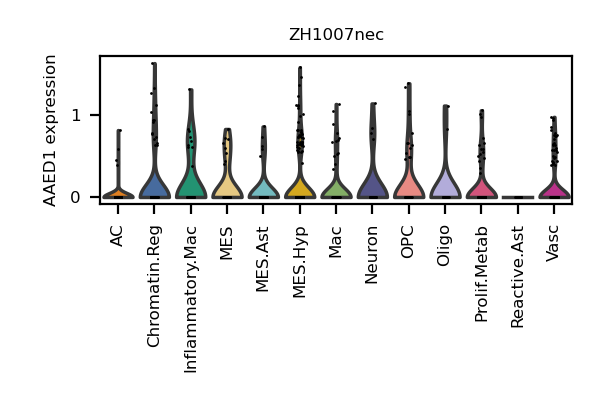 ZH1007nec
AAED1 expression
1
0
AC
Chromatin.Reg
Inflammatory.Mac
MES
MES.Ast
MES.Hyp
Mac
Neuron
OPC
Oligo
Prolif.Metab
Reactive.Ast
Vasc